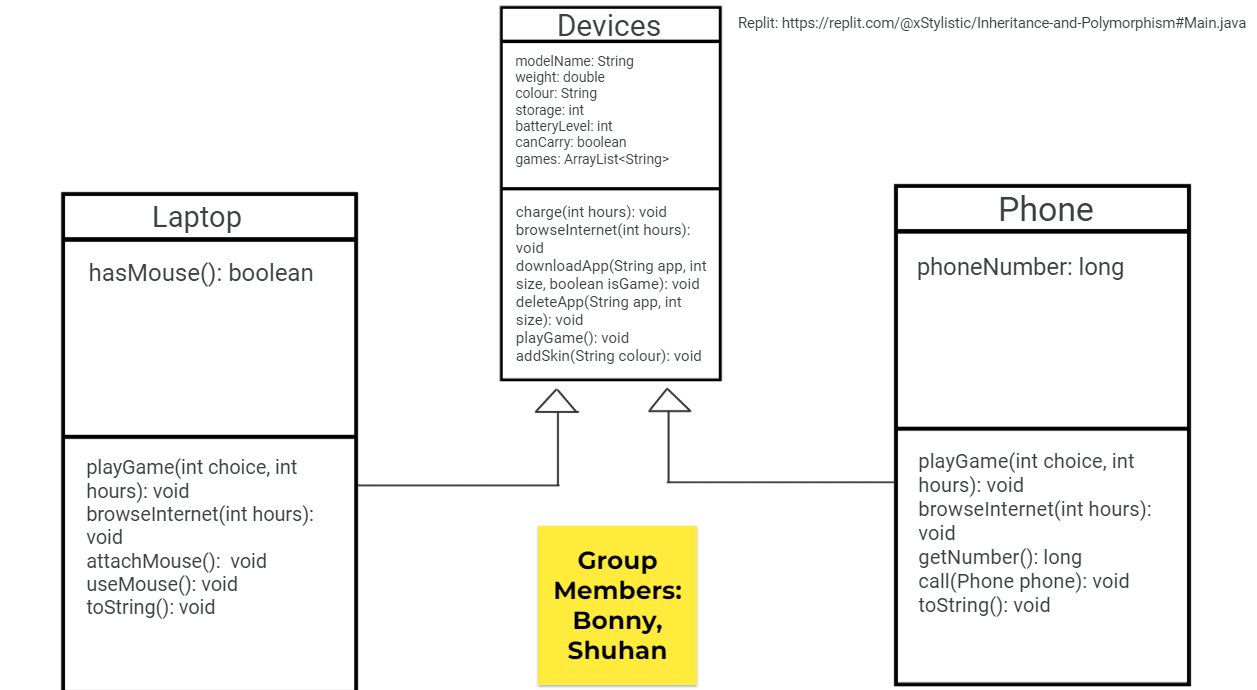 Devices
Replit: https://replit.com/@xStylistic/Inheritance-and-Polymorphism#Main.java
modelName: String
weight: double
colour: String
storage: int
batteryLevel: int
canCarry: boolean
games: ArrayList<String>
charge(int hours): void
browseInternet(int hours):
void
downloadApp(String app, int
size, boolean isGame): void
deleteApp(String app, int
size): void
playGame(): void
addSkin(String colour): void
Laptop
hasMouse(): boolean
playGame(int choice, int
hours): void
browseInternet(int hours):
void
attachMouse(): void
useMouse(): void
toString(): void
Phone
phoneNumber: long
playGame(int choice, int
hours): void
browseInternet(int hours):
void
getNumber(): long
call(Phone phone): void
toString(): void
Group
Members:
Bonny,
Shuhan